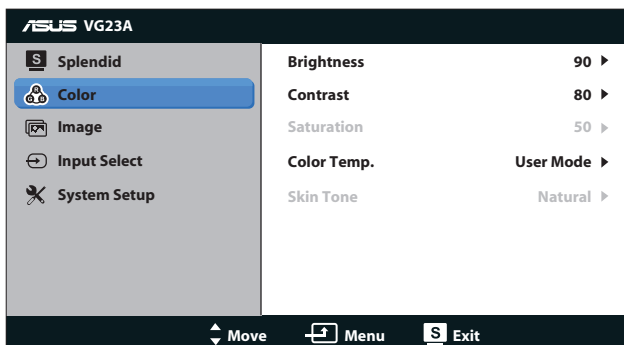 ASUS VG23A
S Splendid
Color
Image
Input Select
System Setup
Brightness 90
Contrast 80
Saturation 50
Color Temp. User Mode
Skin Tone Natural
Move Menu S Exit